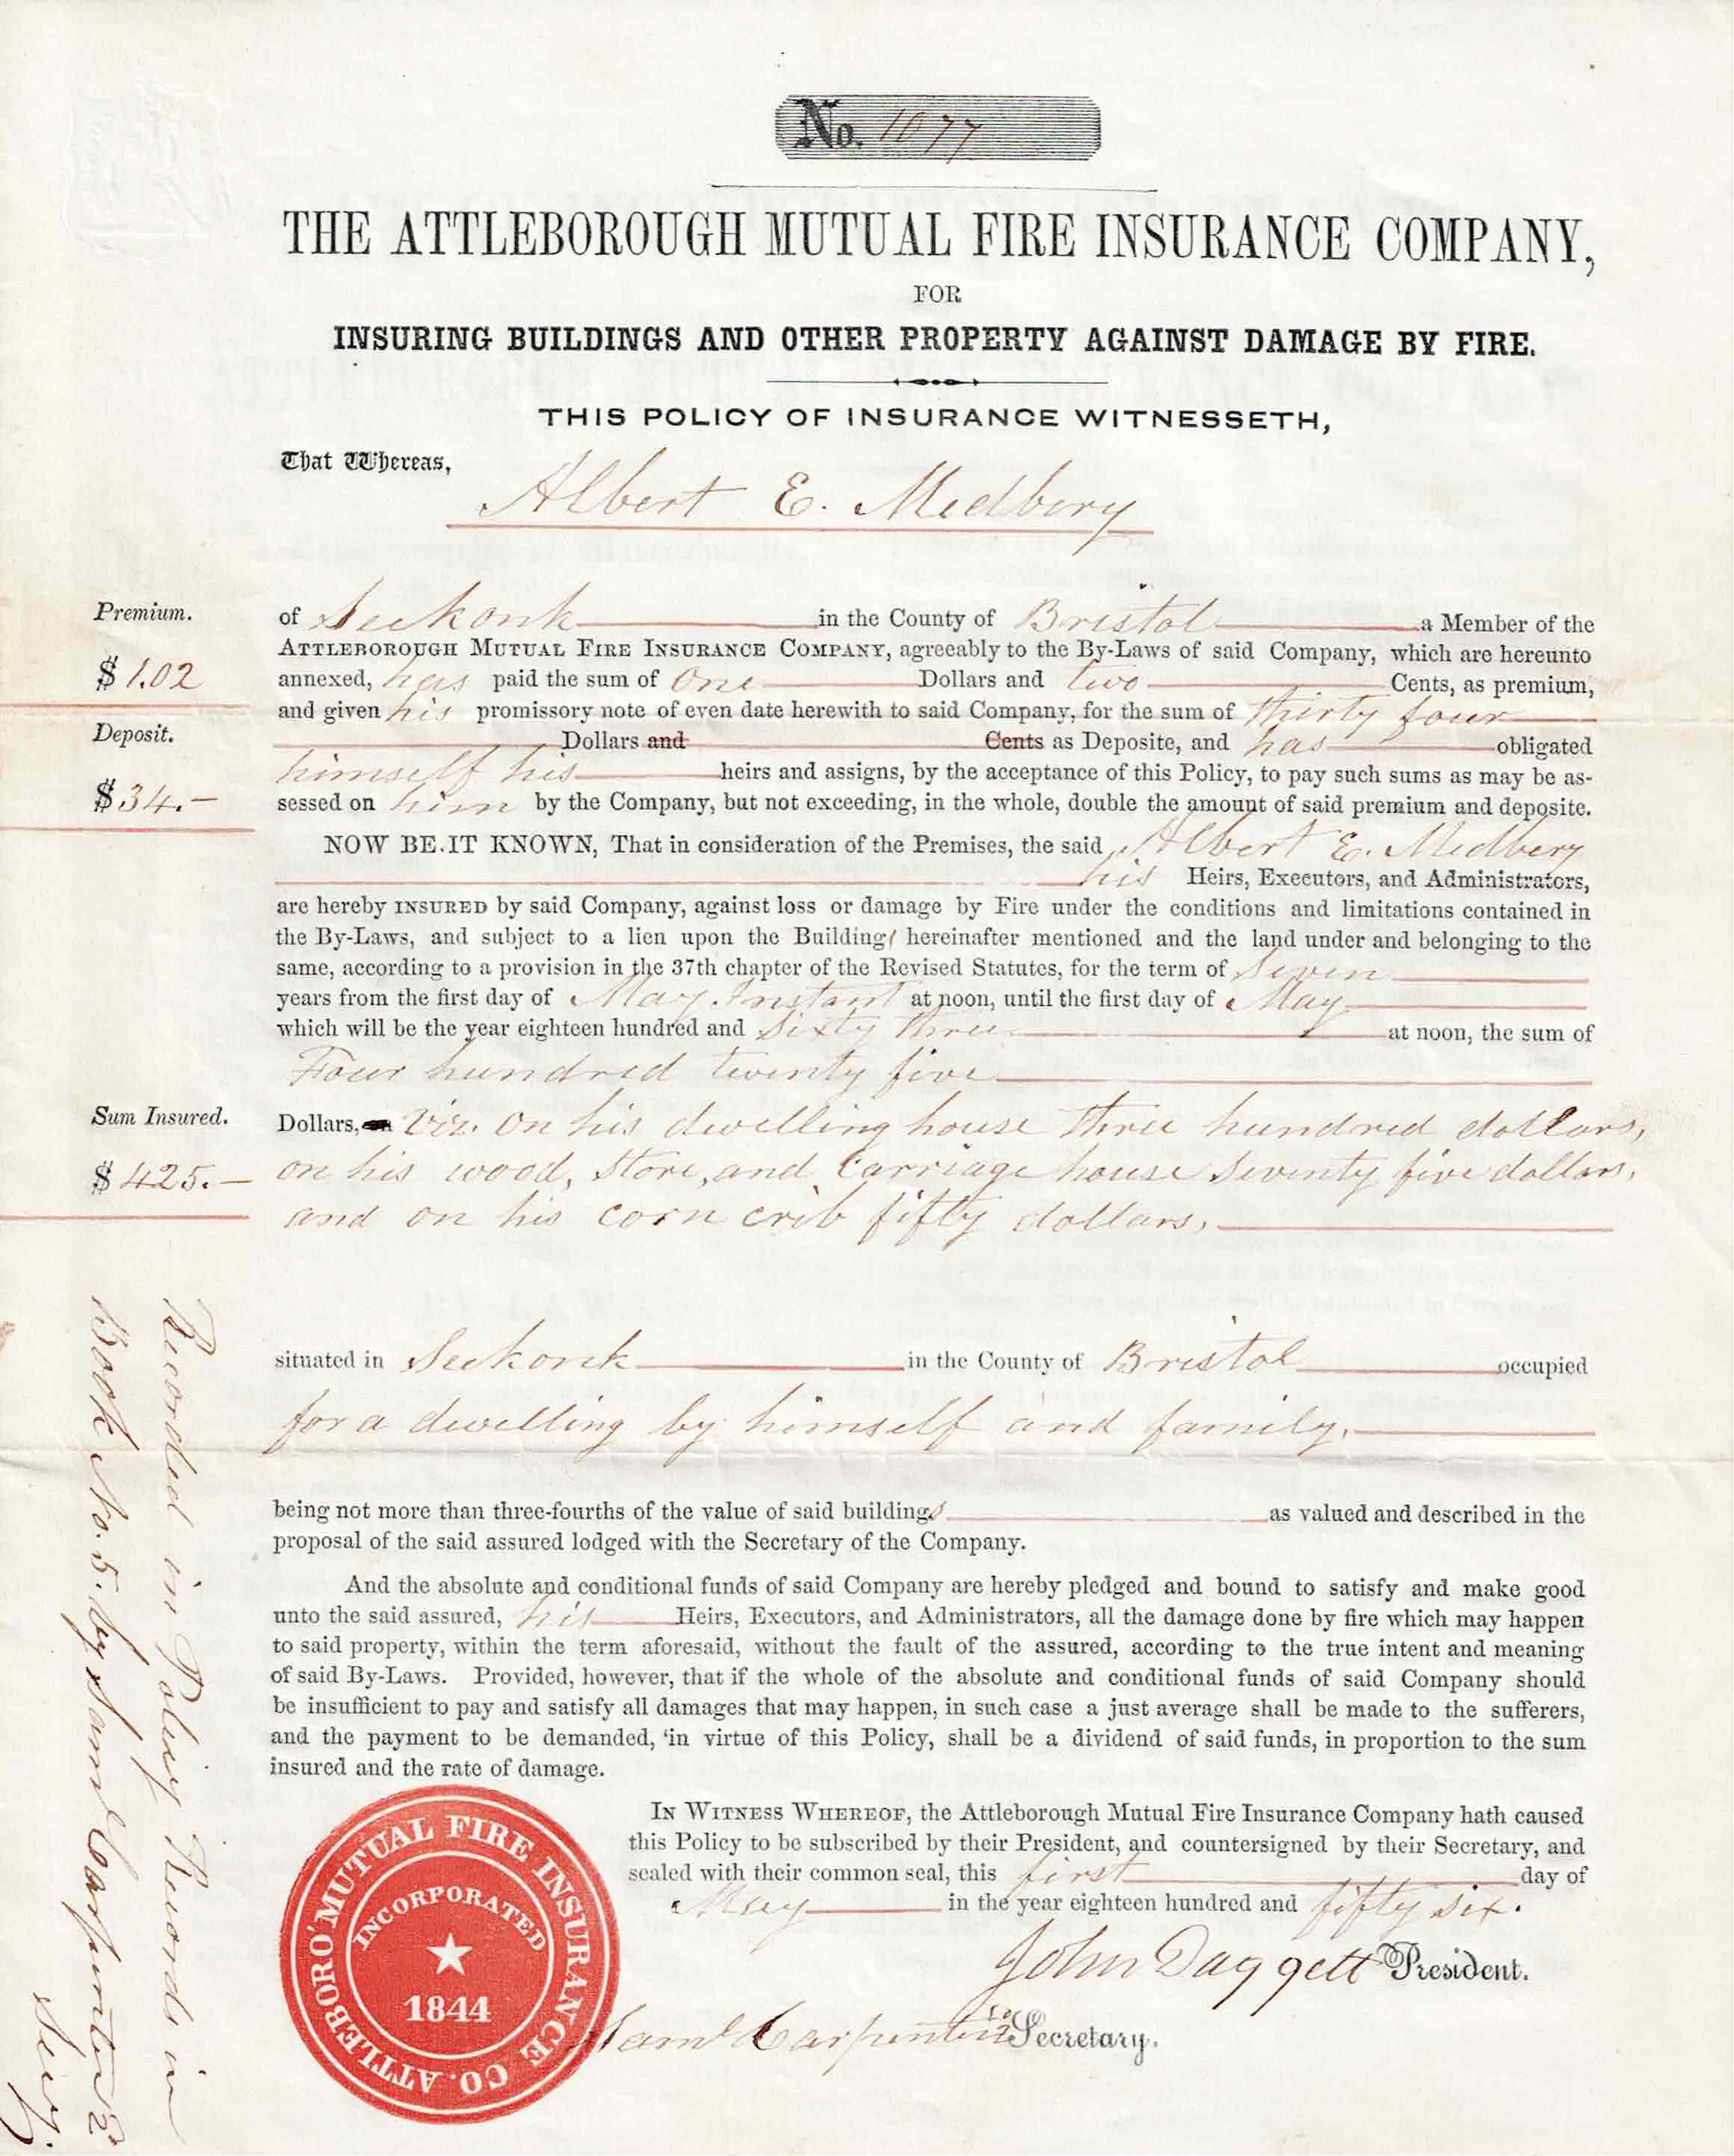 No. 1077
THE ATTLEBOROUGH MUTUAL FIRE INSURANCE COMPANY,
FOR
INSURING BUILDINGS AND OTHER PROPERTY AGAINST DAMAGE BY FIRE.
THIS POLICY OF INSURANCE WITNESSETH,
That Whereas,
Albert E. Medbery
Premium.
$ 1.02
Deposit.
$ 34.-
of Seekonk in the County of Bristol a Member of the
ATTLEBOROUGH MUTUAL FIRE INSURANCE COMPANY, agreeably to the By-Laws of said Company, which are hereunto
annexed, has paid the sum of One Dollars and two Cents, as premium,
and given his promissory note of even date herewith to said Company, for the sum of thirty four
Dollars and Cents as Deposite, and has obligated
himself his heirs and assigns, by the acceptance of this Policy, to pay such sums as may be as-
sessed on him by the Company, but not exceeding, in the whole, double the amount of said premium and deposite.
NOW BE.IT KNOWN, That in consideration of the Premises, the said Albert E. Medbery
his Heirs, Executors, and Administrators,
are hereby INSURED by said Company, against loss or damage by Fire under the conditions and limitations contained in
the By-Laws, and subject to a lien upon the Buildings hereinafter mentioned and the land under and belonging to the
same, according to a provision in the 37th chapter of the Revised Statutes, for the term of Seven
years from the first day of May Instant at noon, until the first day of May
which will be the year eighteen hundred and Sixty three at noon, the sum of
Four hundred twenty five
Sum Insured.
$ 425.-
Dollars, on Viz. On his dwelling house three hundred dollars,
on his wood, Store, and Carriage house Seventy five dollars,
and on his corn crib fifty dollars,
situated in Seekonk in the County of Bristol occupied
for a dwelling by himself and family.
being not more than three-fourths of the value of said buildings as valued and described in the
proposal of the said assured lodged with the Secretary of the Company.
And the absolute and conditional funds of said Company are hereby pledged and bound to satisfy and make good
unto the said assured, his Heirs, Executors, and Administrators, all the damage done by fire which may happen
to said property, within the term aforesaid, without the fault of the assured, according to the true intent and meaning
of said By-Laws. Provided, however, that if the whole of the absolute and conditional funds of said Company should
be insufficient to pay and satisfy all damages that may happen, in such case a just average shall be made to the sufferers,
and the payment to be demanded, 'in virtue of this Policy, shall be a dividend of said funds, in proportion to the sum
insured and the rate of damage.
IN WITNESS WHEREOF, the Attleborough Mutual Fire Insurance Company hath caused
this Policy to be subscribed by their President, and countersigned by their Secretary, and
sealed with their common seal, this first day of
May in the year eighteen hundred and fifty six.
John Daggett President.
Saml Carpenter 2d Secretary.
ATTLEBORO' MUTUAL FIRE INSURANCE CO. ATTLEBORO
INCORPORATED
1844
Recorded in Policy Records in
Book No. 5. by Saml Carpenter 2d
Secy.